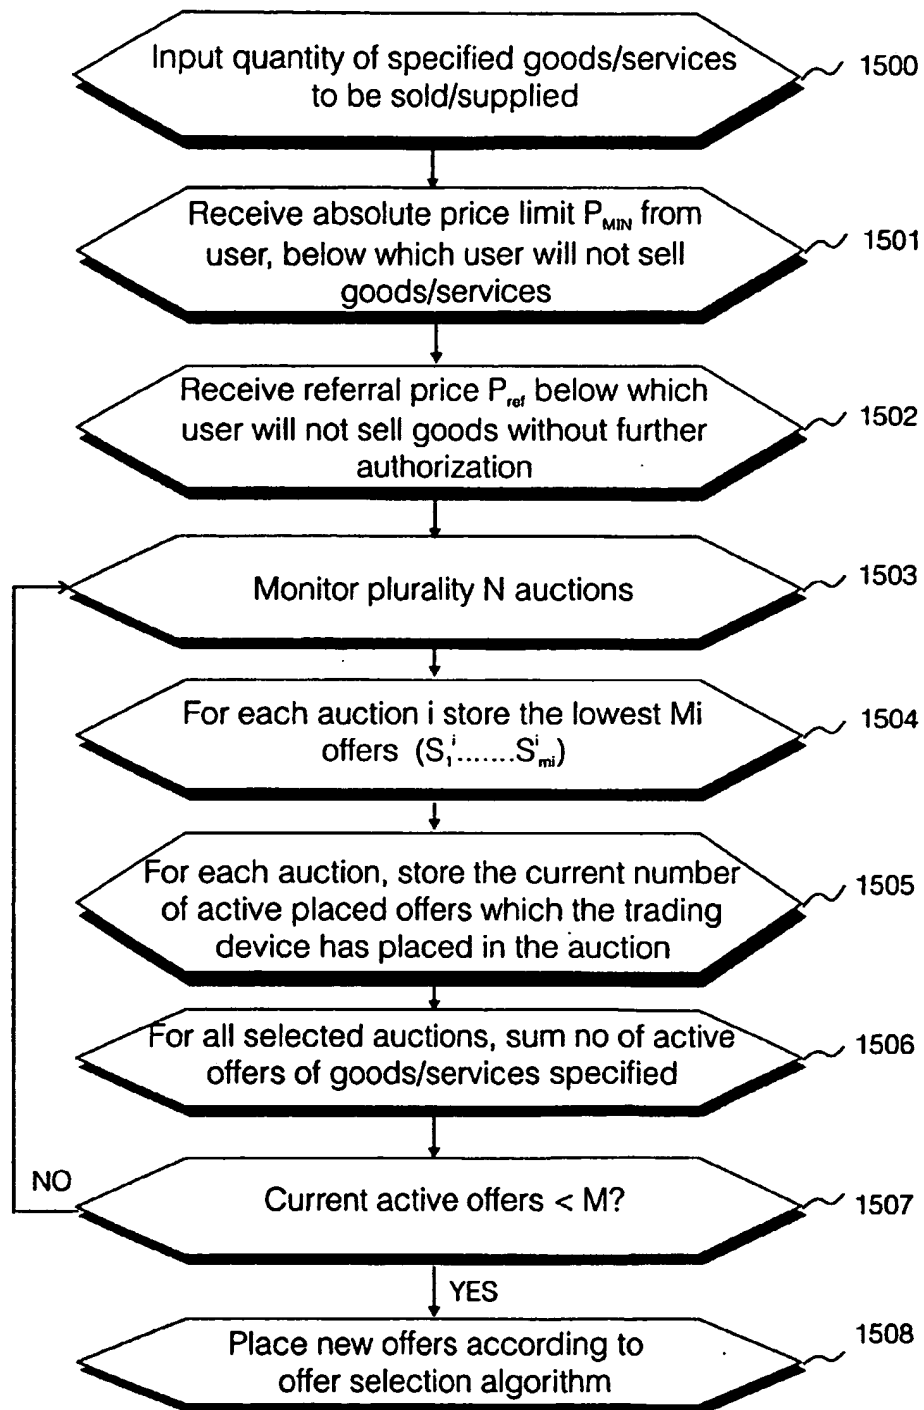 Input quantity of specified goods/services
to be sold/supplied
1500
Receive absolute price limit P_MIN from
user, below which user will not sell
goods/services
1501
Receive referral price P_ref below which
user will not sell goods without further
authorization
1502
Monitor plurality N auctions
1503
For each auction i store the lowest Mi
offers (S₁ⁱ.......Sⁱ_mi)
1504
For each auction, store the current number
of active placed offers which the trading
device has placed in the auction
1505
For all selected auctions, sum no of active
offers of goods/services specified
1506
NO
Current active offers < M?
1507
YES
Place new offers according to
offer selection algorithm
1508